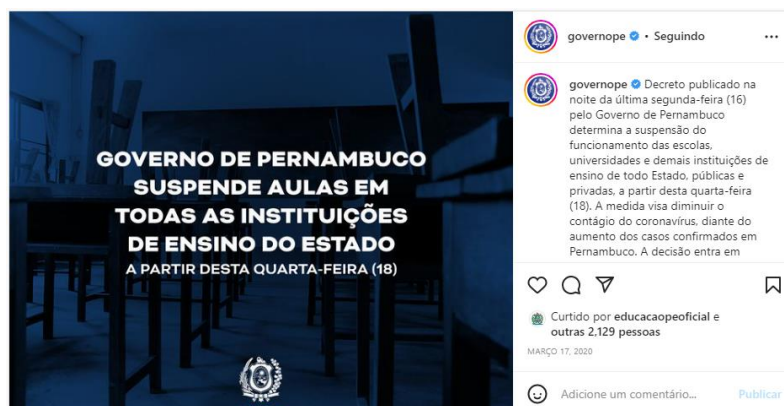 GOVERNO DE PERNAMBUCO
SUSPENDE AULAS EM
TODAS AS INSTITUIÇÕES
DE ENSINO DO ESTADO
A PARTIR DESTA QUARTA-FEIRA (18)
governope • Seguindo
governope Decreto publicado na
noite da última segunda-feira (16)
pelo Governo de Pernambuco
determina a suspensão do
funcionamento das escolas,
universidades e demais instituições de
ensino de todo Estado, públicas e
privadas, a partir desta quarta-feira
(18). A medida visa diminuir o
contágio do coronavírus, diante do
aumento dos casos confirmados em
Pernambuco. A decisão entra em
Curtido por educacaopeoficial e
outras 2,129 pessoas
MARÇO 17, 2020
Adicione um comentário... Publicar